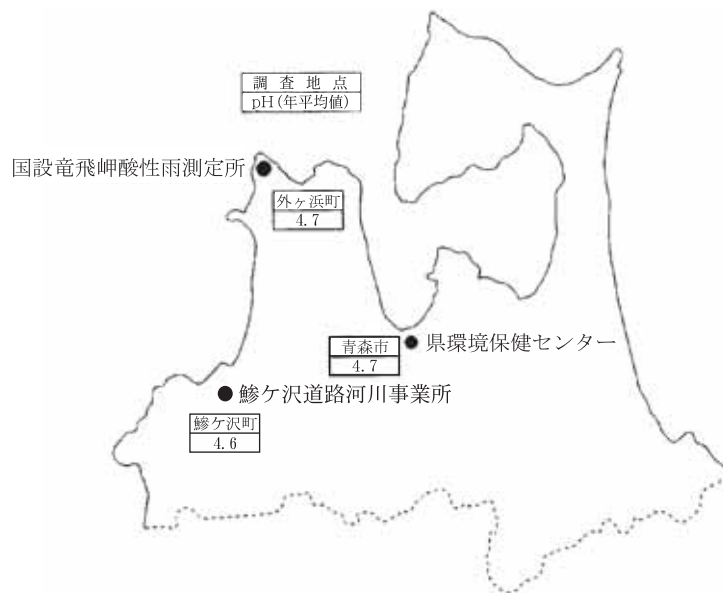 調査地点
pH(年平均値)
国設竜飛岬酸性雨測定所
外ヶ浜町
4.7
青森市
4.7
県環境保健センター
鰺ケ沢道路河川事業所
鰺ケ沢町
4.6